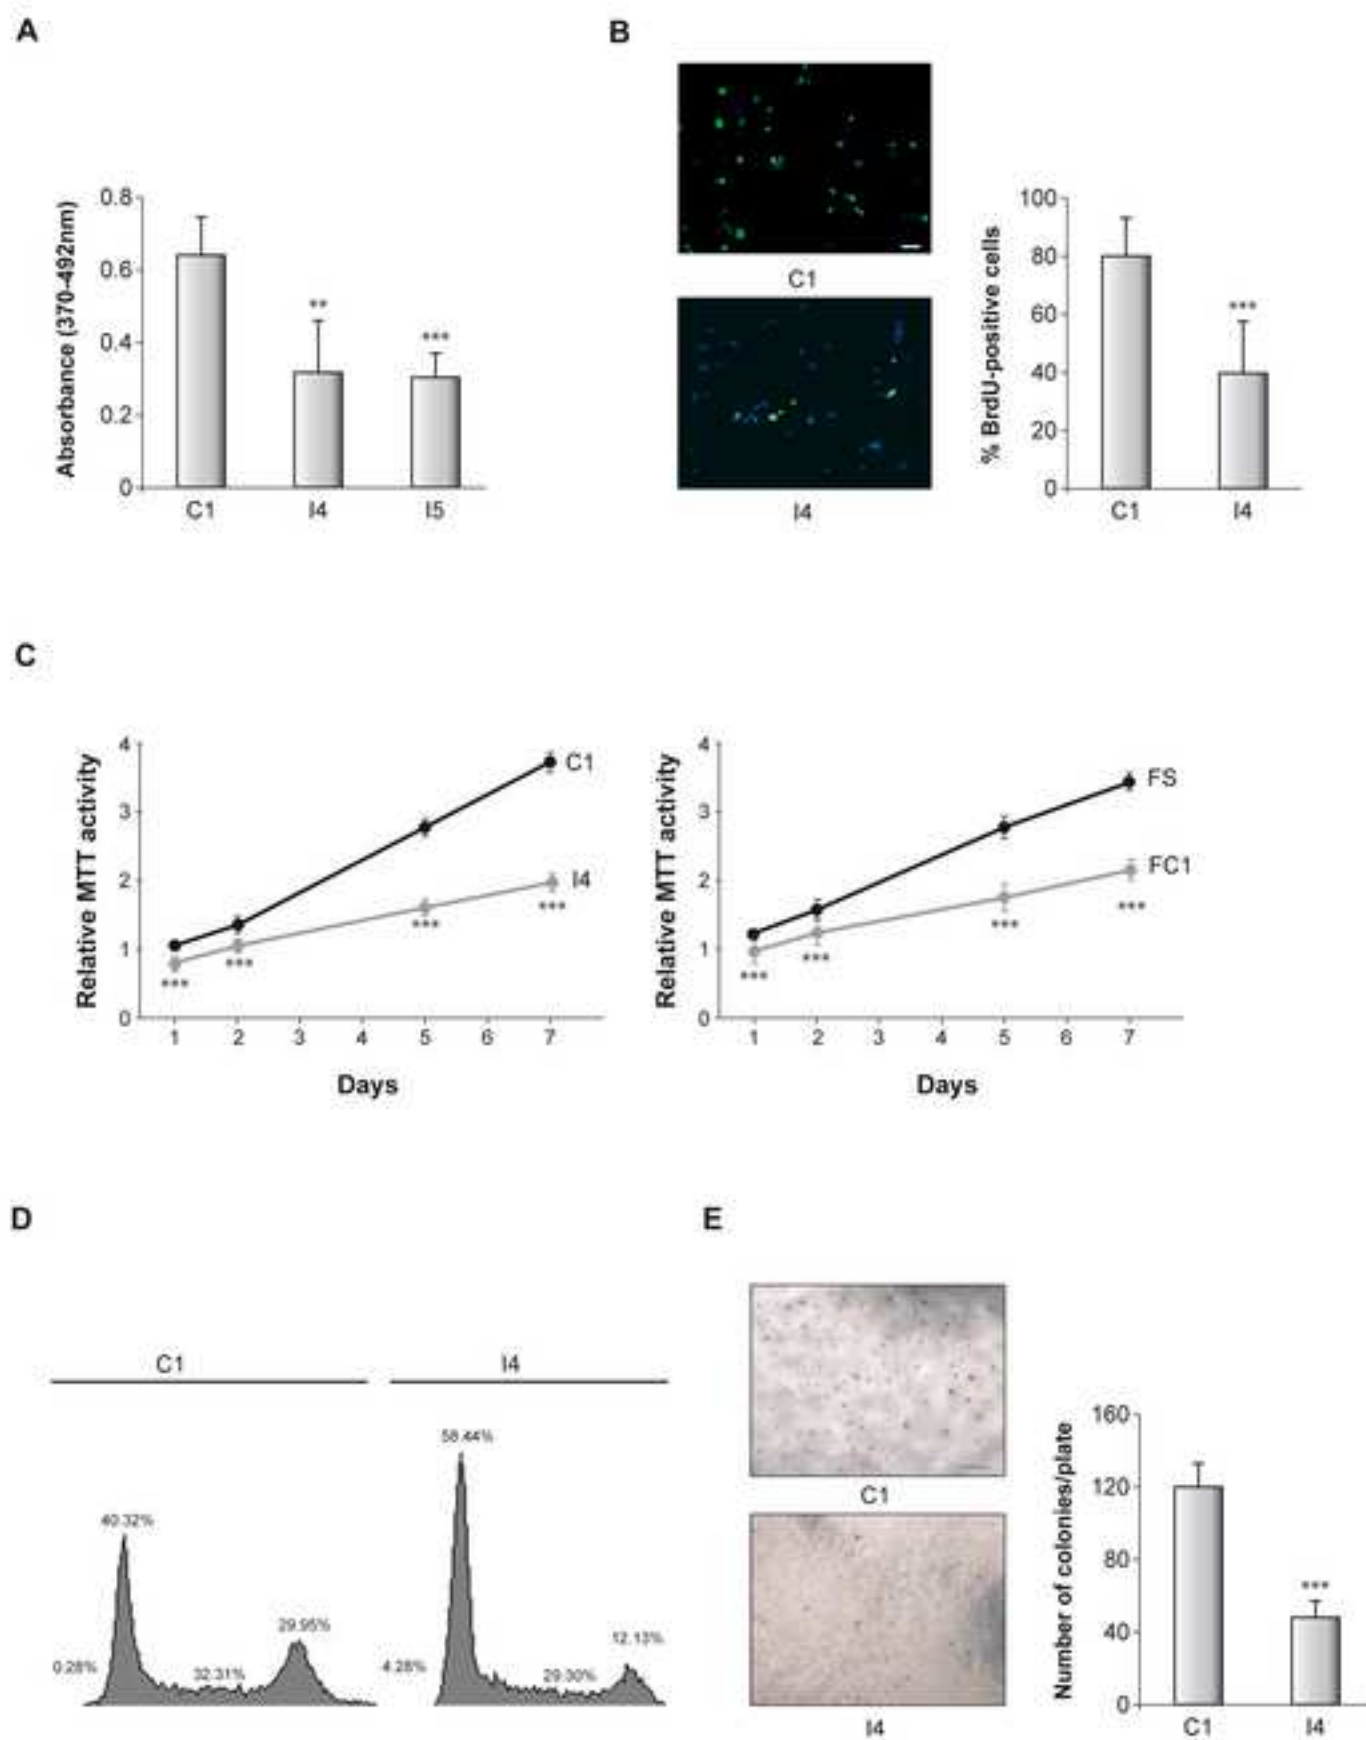 A
B
0.8
0.6
0.4
0.2
0
Absorbance (370-492nm)
**
***
C1
I4
I5
C1
I4
100
80
60
40
20
0
% BrdU-positive cells
***
C1
I4
C
4
3
2
1
0
Relative MTT activity
C1
I4
***
***
***
***
1 2 3 4 5 6 7
Days
4
3
2
1
0
Relative MTT activity
FS
FC1
***
***
***
***
1 2 3 4 5 6 7
Days
D
E
C1
I4
40.32%
29.95%
0.28%
32.31%
58.44%
12.13%
4.28%
29.30%
C1
I4
160
120
80
40
0
Number of colonies/plate
***
C1
I4